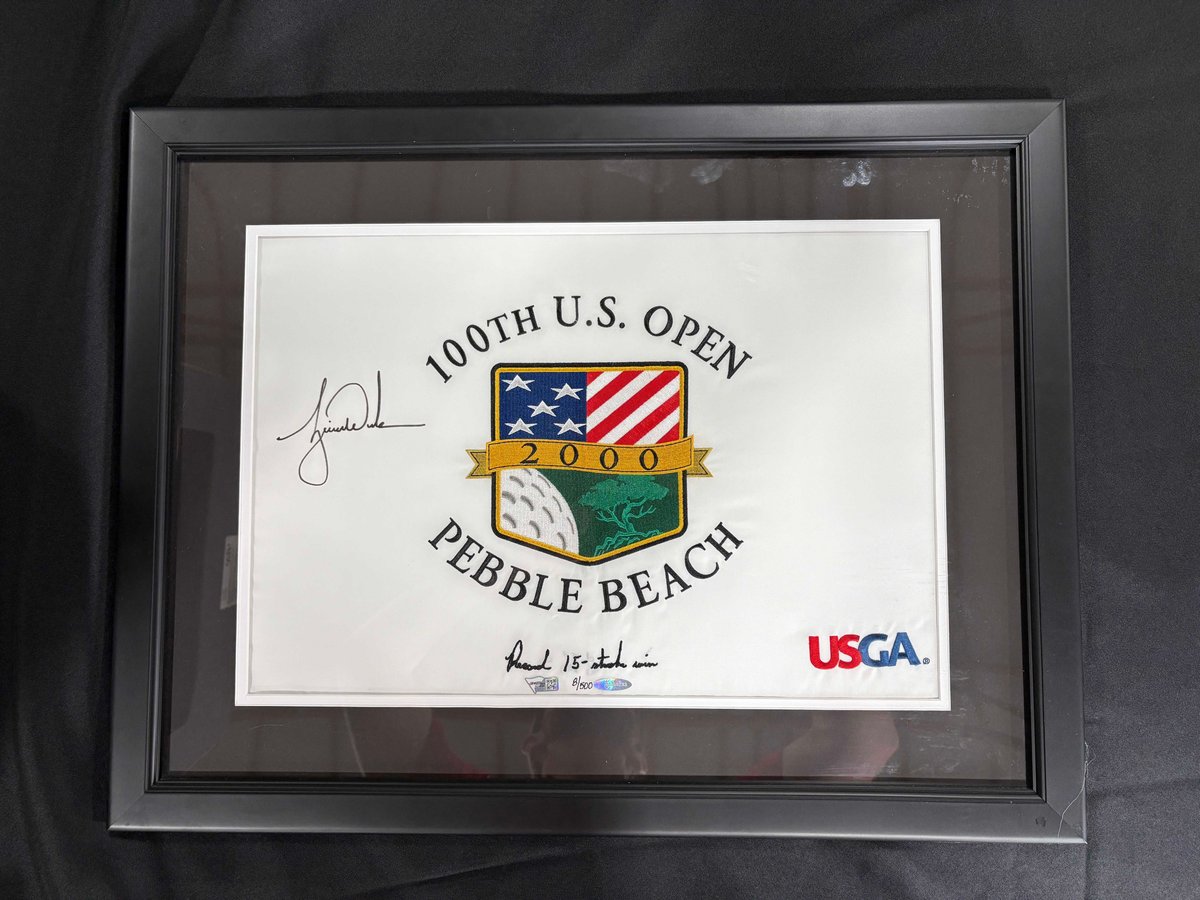 100TH U.S. OPEN
2000
PEBBLE BEACH
Record 15-stroke win
8/500
USGA®